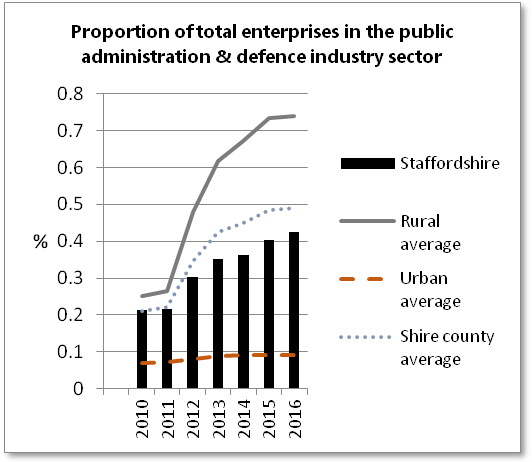 Proportion of total enterprises in the public
administration & defence industry sector
0.8
0.7
0.6
0.5
0.4
0.3
0.2
0.1
0
%
2010
2011
2012
2013
2014
2015
2016
Staffordshire
Rural
average
Urban
average
Shire county
average